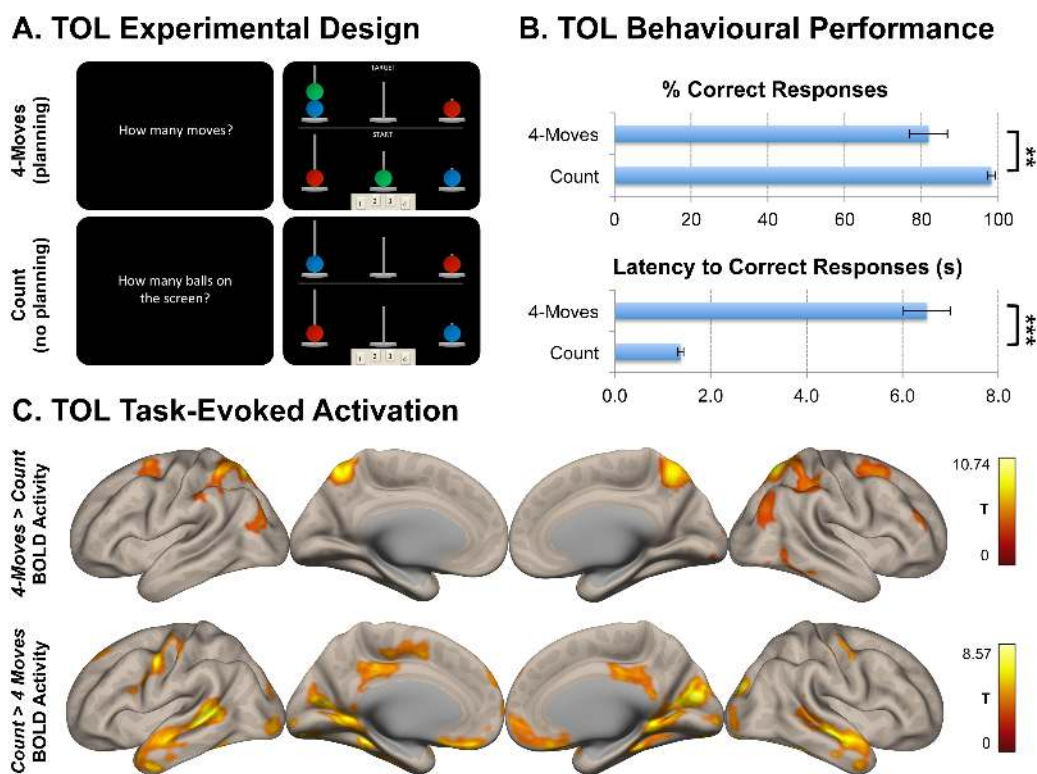 A. TOL Experimental Design
4-Moves
(planning)
How many moves?
TARGET
START
1 2 3 4
Count
(no planning)
How many balls on
the screen?
1 2 3 4
B. TOL Behavioural Performance
% Correct Responses
4-Moves
Count
**
0 20 40 60 80 100
Latency to Correct Responses (s)
4-Moves
Count
***
0.0 2.0 4.0 6.0 8.0
C. TOL Task-Evoked Activation
4-Moves > Count
BOLD Activity
10.74
T
0
Count > 4 Moves
BOLD Activity
8.57
T
0